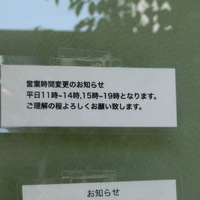 営業時間変更のお知らせ
平日11時~14時,15時~19時となります。
ご理解の程よろしくお願い致します。
お知らせ